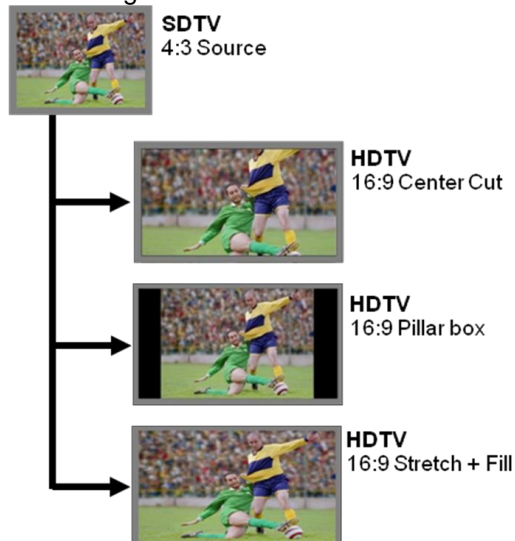 SDTV
4:3 Source
HDTV
16:9 Center Cut
HDTV
16:9 Pillar box
HDTV
16:9 Stretch + Fill